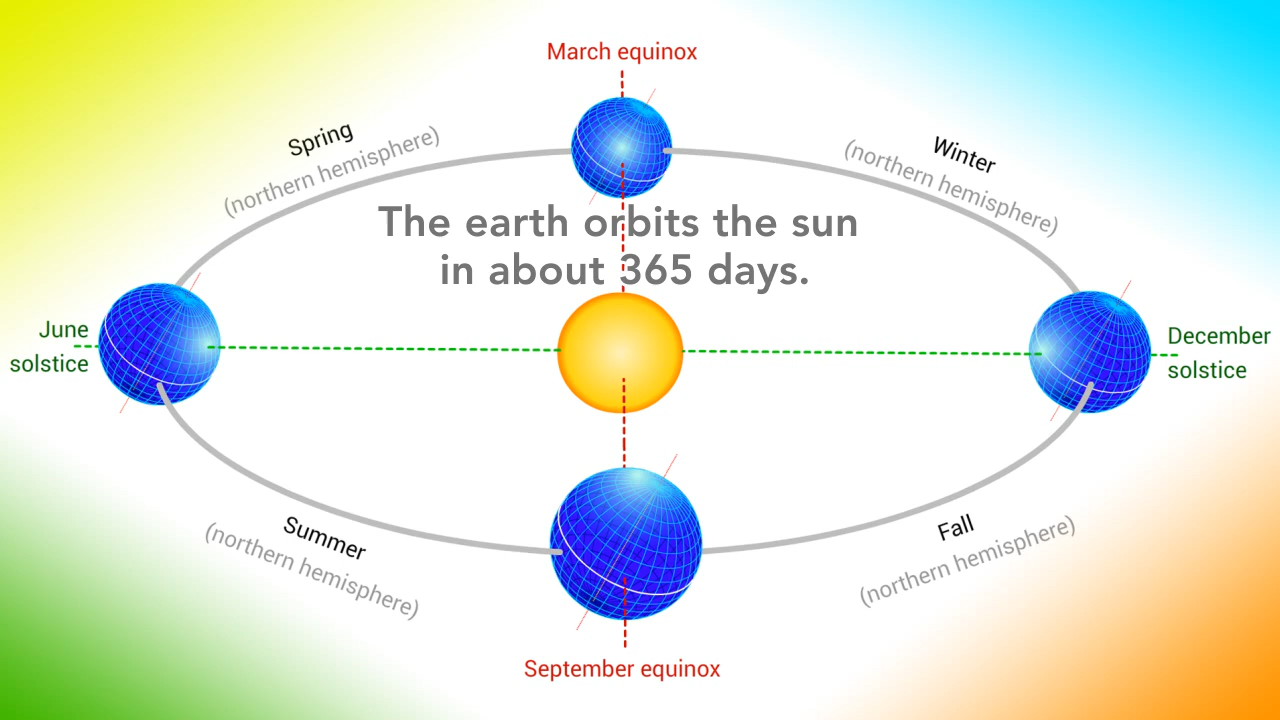 March equinox
Spring
(northern hemisphere)
Winter
(northern hemisphere)
The earth orbits the sun
in about 365 days.
June
solstice
December
solstice
Summer
(northern hemisphere)
Fall
(northern hemisphere)
September equinox